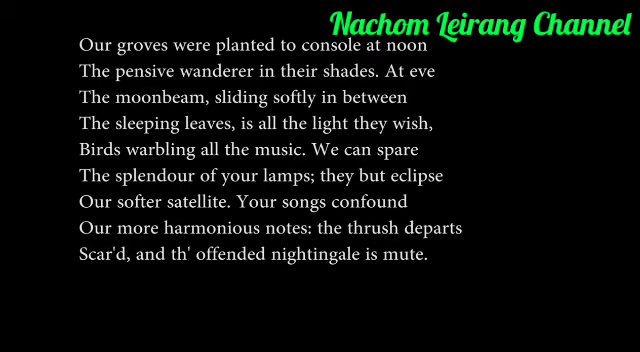 Nachom Leirang Channel
Our groves were planted to console at noon
The pensive wanderer in their shades. At eve
The moonbeam, sliding softly in between
The sleeping leaves, is all the light they wish,
Birds warbling all the music. We can spare
The splendour of your lamps; they but eclipse
Our softer satellite. Your songs confound
Our more harmonious notes: the thrush departs
Scar'd, and th' offended nightingale is mute.